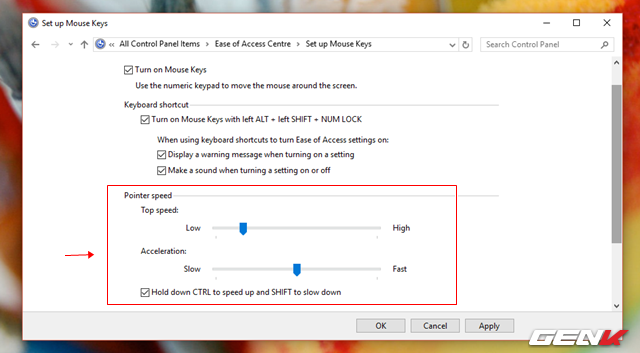 Set up Mouse Keys
All Control Panel Items > Ease of Access Centre > Set up Mouse Keys
Search Control Panel
Turn on Mouse Keys
Use the numeric keypad to move the mouse around the screen.
Keyboard shortcut
Turn on Mouse Keys with left ALT + left SHIFT + NUM LOCK
When using keyboard shortcuts to turn Ease of Access settings on:
Display a warning message when turning on a setting
Make a sound when turning a setting on or off
Pointer speed
Top speed:
Low High
Acceleration:
Slow Fast
Hold down CTRL to speed up and SHIFT to slow down
OK Cancel Apply
GENK